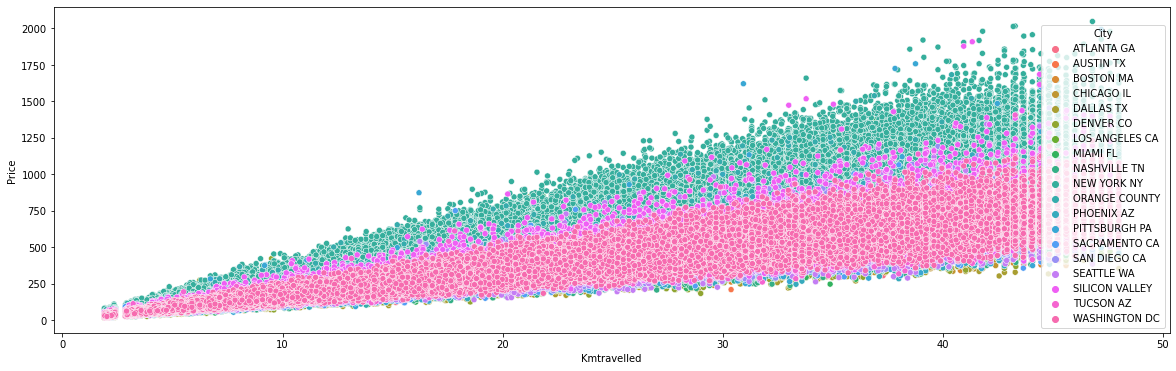 2000
1750
1500
1250
1000
750
500
250
0
Price
0 10 20 30 40 50
Kmtravelled
City
ATLANTA GA
AUSTIN TX
BOSTON MA
CHICAGO IL
DALLAS TX
DENVER CO
LOS ANGELES CA
MIAMI FL
NASHVILLE TN
NEW YORK NY
ORANGE COUNTY
PHOENIX AZ
PITTSBURGH PA
SACRAMENTO CA
SAN DIEGO CA
SEATTLE WA
SILICON VALLEY
TUCSON AZ
WASHINGTON DC